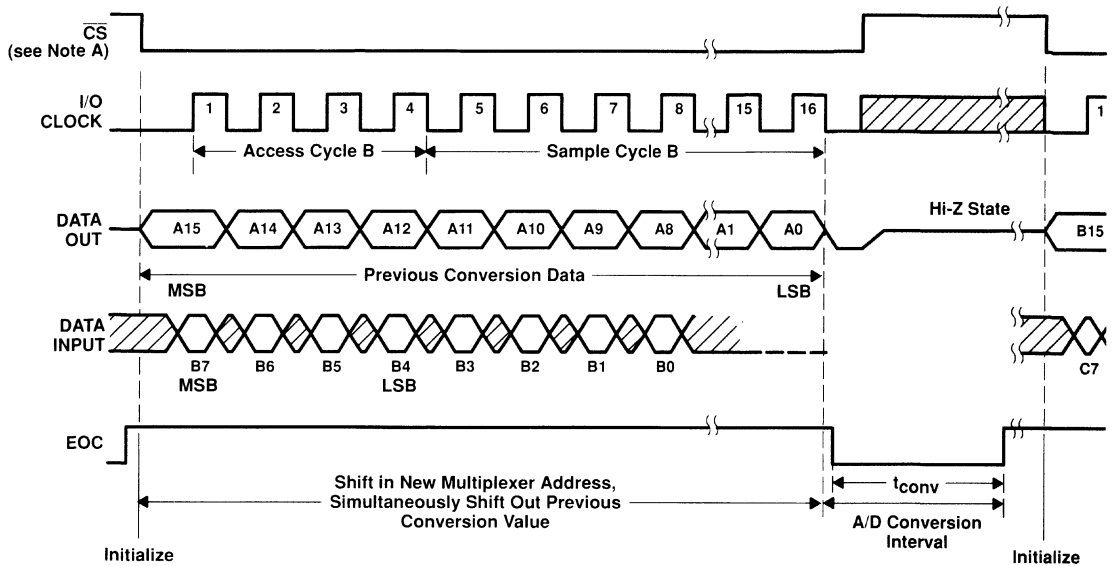 CS
(see Note A)
I/O
CLOCK
1 2 3 4 5 6 7 8 15 16 1
Access Cycle B Sample Cycle B
DATA
OUT
A15 A14 A13 A12 A11 A10 A9 A8 A1 A0 Hi-Z State B15
Previous Conversion Data
MSB LSB
DATA
INPUT
B7 B6 B5 B4 B3 B2 B1 B0 C7
MSB LSB
EOC
Shift in New Multiplexer Address,
Simultaneously Shift Out Previous
Conversion Value
tconv
A/D Conversion
Interval
Initialize Initialize